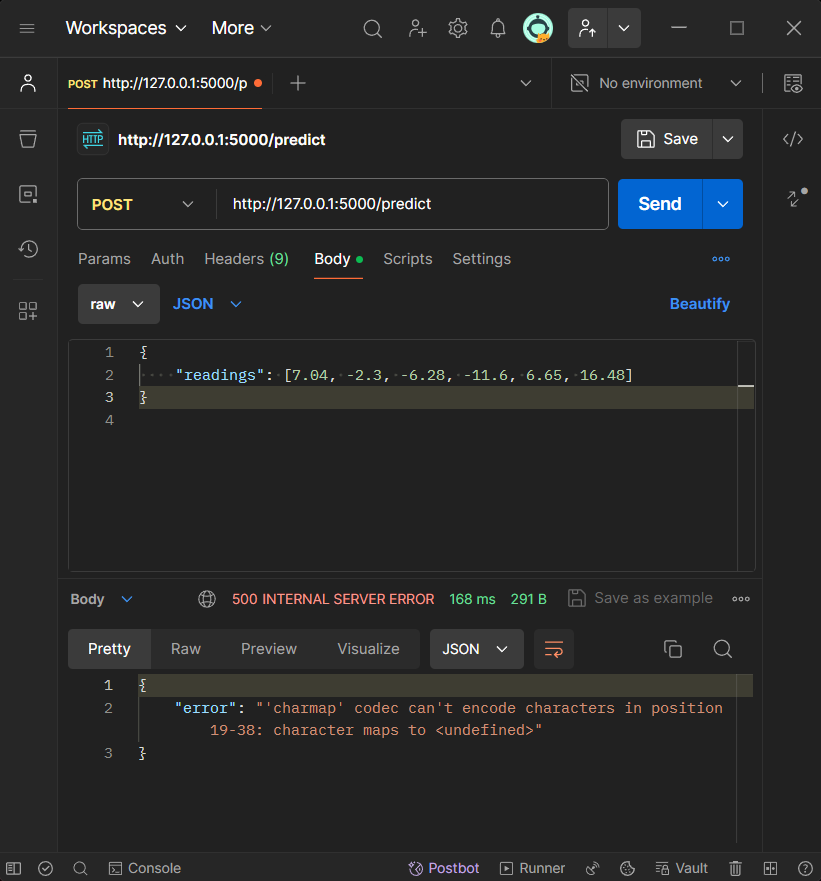 Workspaces More
POST http://127.0.0.1:5000/p No environment
HTTP http://127.0.0.1:5000/predict Save
POST http://127.0.0.1:5000/predict Send
Params Auth Headers (9) Body Scripts Settings
raw JSON Beautify
1 {
2 "readings": [7.04, -2.3, -6.28, -11.6, 6.65, 16.48]
3 }
4
Body 500 INTERNAL SERVER ERROR 168 ms 291 B Save as example
Pretty Raw Preview Visualize JSON
1 {
2 "error": "'charmap' codec can't encode characters in position
19-38: character maps to <undefined>"
3 }
Console Postbot Runner Vault